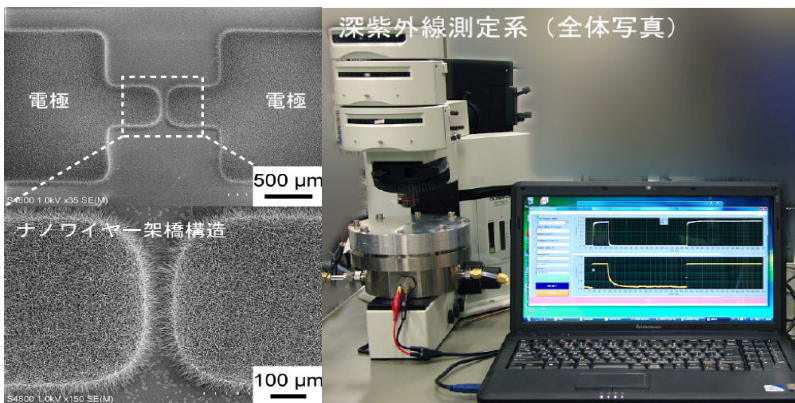 電極
電極
500 µm
S4800 1.0kV x35 SE(M)
ナノワイヤー架橋構造
100 µm
S4800 1.0kV x150 SE(M)
深紫外線測定系（全体写真）
lenovo